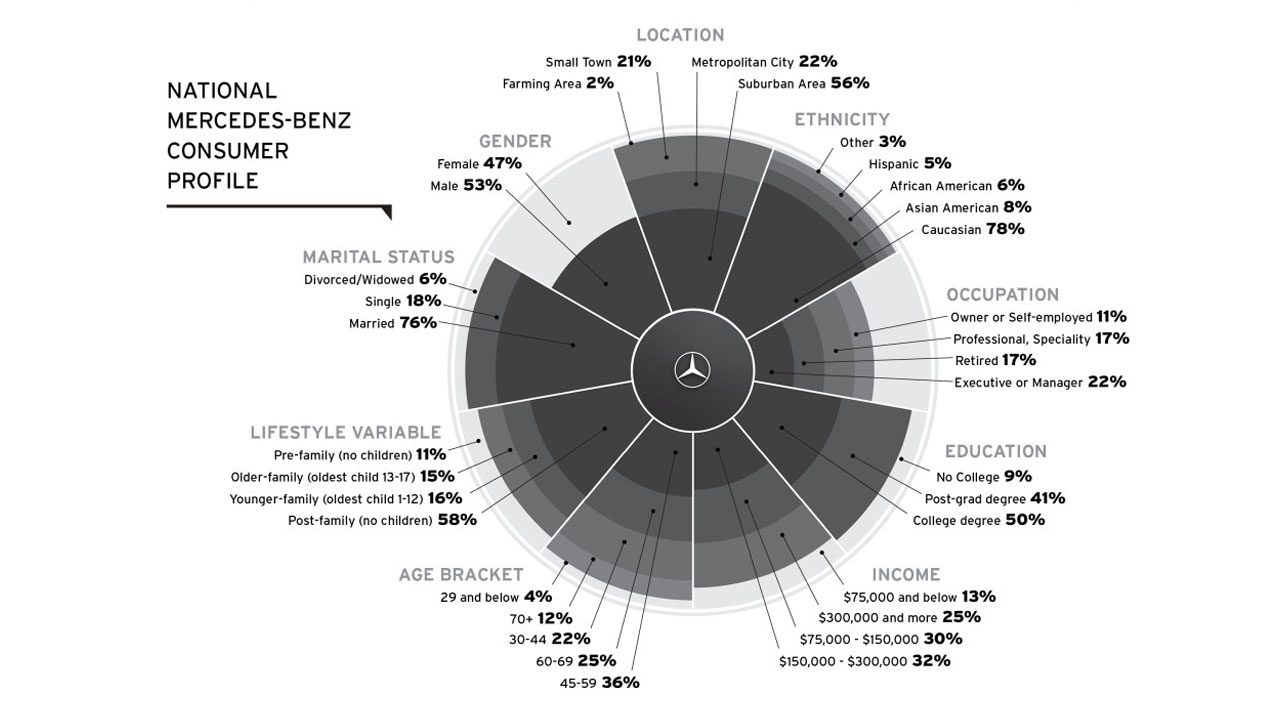 NATIONAL
MERCEDES-BENZ
CONSUMER
PROFILE
LOCATION
Small Town 21%
Metropolitan City 22%
Farming Area 2%
Suburban Area 56%
ETHNICITY
Other 3%
Hispanic 5%
African American 6%
Asian American 8%
Caucasian 78%
GENDER
Female 47%
Male 53%
MARITAL STATUS
Divorced/Widowed 6%
Single 18%
Married 76%
OCCUPATION
Owner or Self-employed 11%
Professional, Speciality 17%
Retired 17%
Executive or Manager 22%
LIFESTYLE VARIABLE
Pre-family (no children) 11%
Older-family (oldest child 13-17) 15%
Younger-family (oldest child 1-12) 16%
Post-family (no children) 58%
EDUCATION
No College 9%
Post-grad degree 41%
College degree 50%
AGE BRACKET
29 and below 4%
70+ 12%
30-44 22%
60-69 25%
45-59 36%
INCOME
$75,000 and below 13%
$300,000 and more 25%
$75,000 - $150,000 30%
$150,000 - $300,000 32%